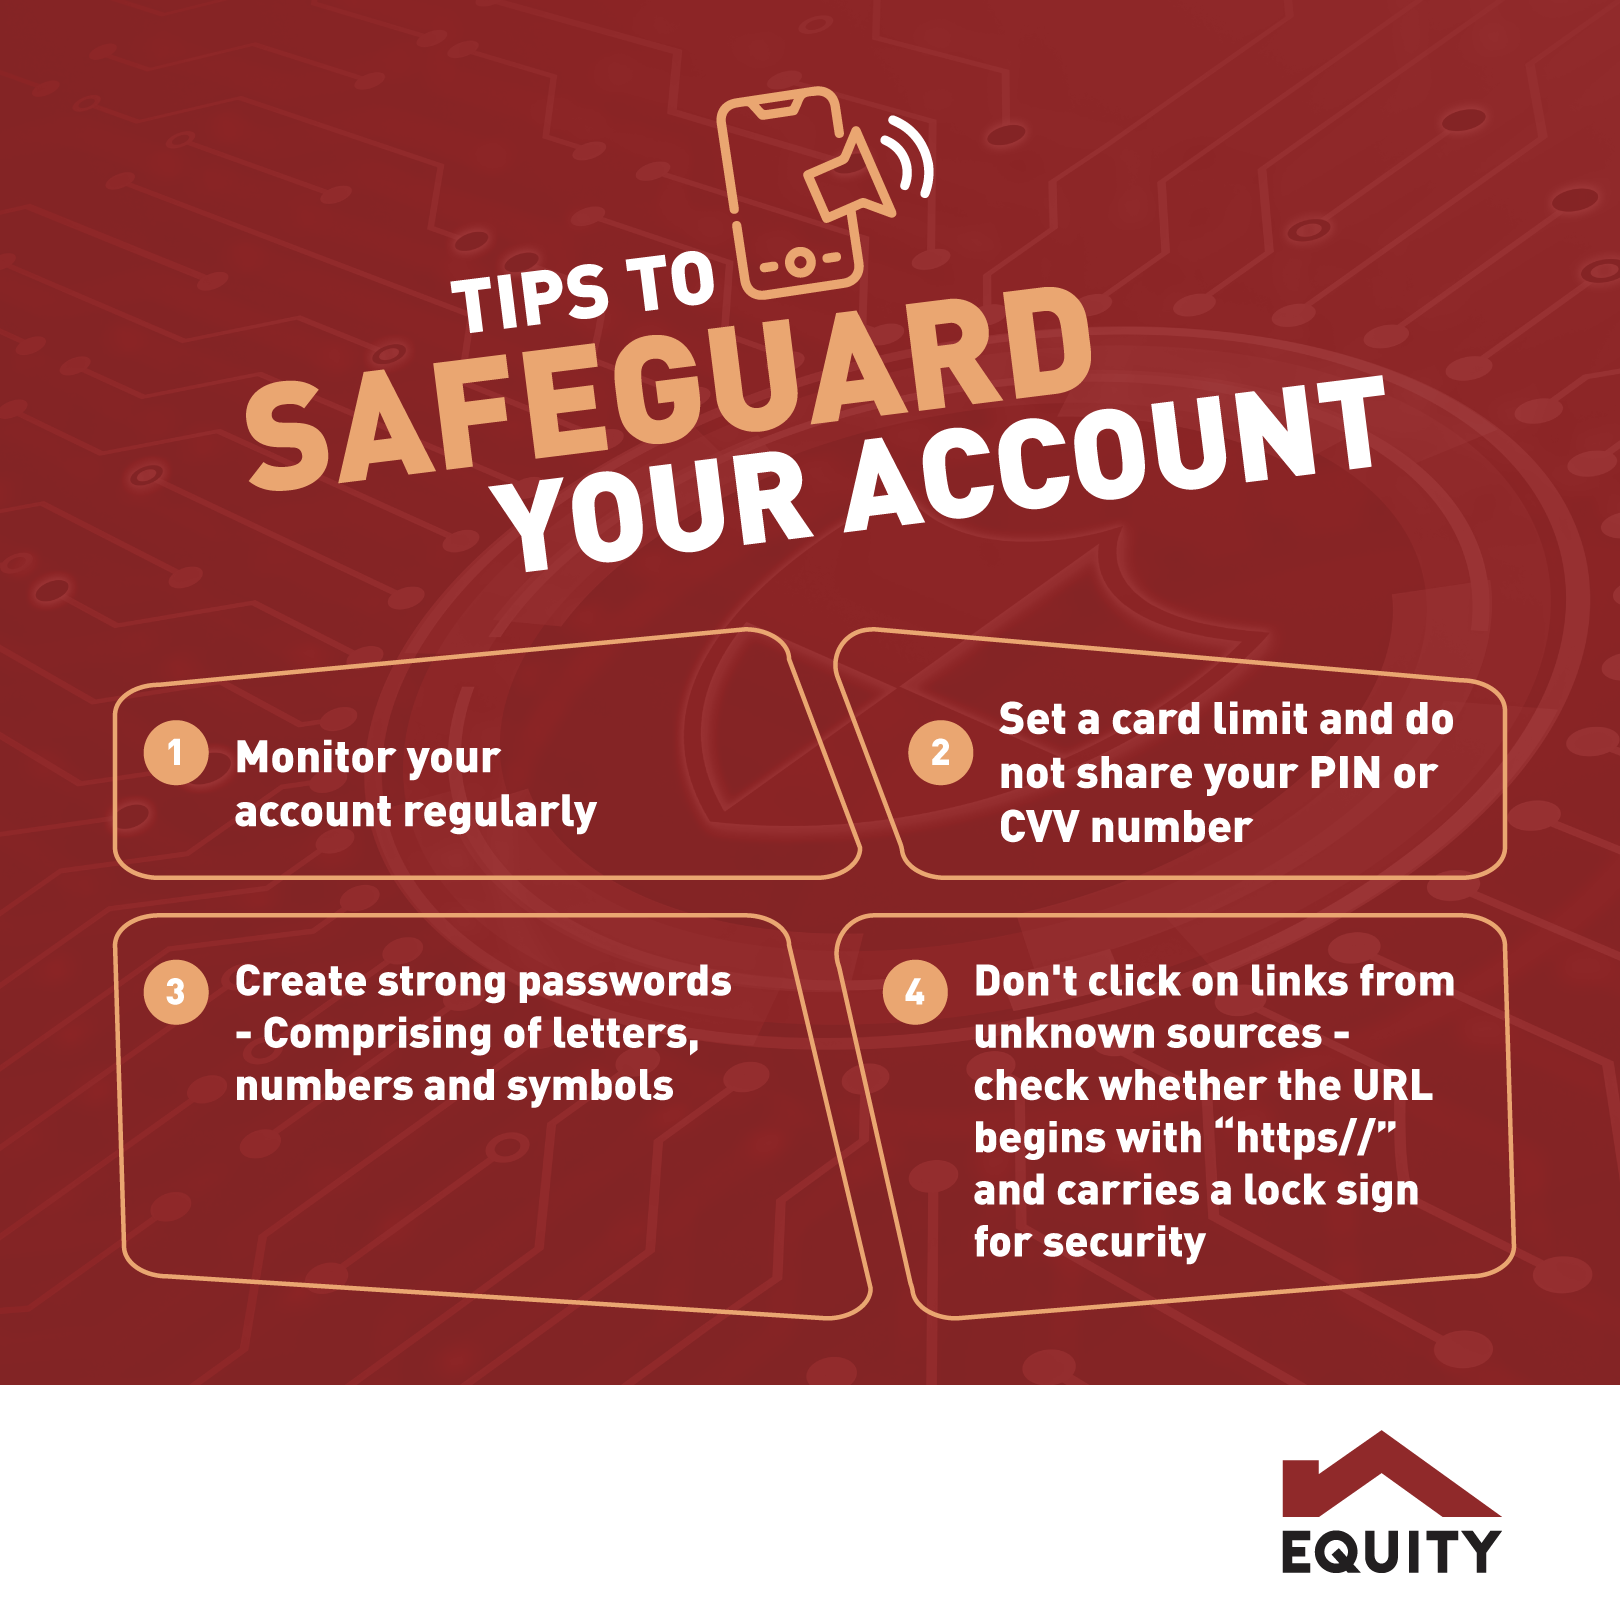 TIPS TO
SAFEGUARD
YOUR ACCOUNT
1
Monitor your
account regularly
2
Set a card limit and do
not share your PIN or
CVV number
3
Create strong passwords
- Comprising of letters,
numbers and symbols
4
Don't click on links from
unknown sources -
check whether the URL
begins with “https//”
and carries a lock sign
for security
EQUITY